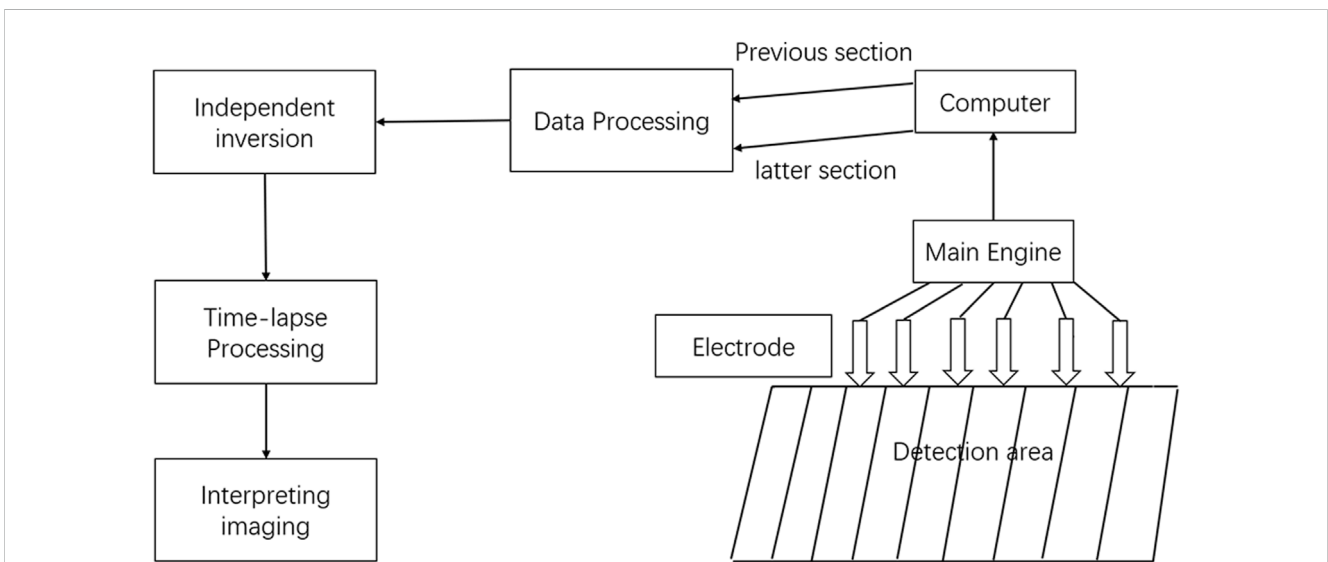 Previous section
Independent
inversion
Data Processing
Computer
latter section
Main Engine
Time-lapse
Processing
Electrode
Detection area
Interpreting
imaging